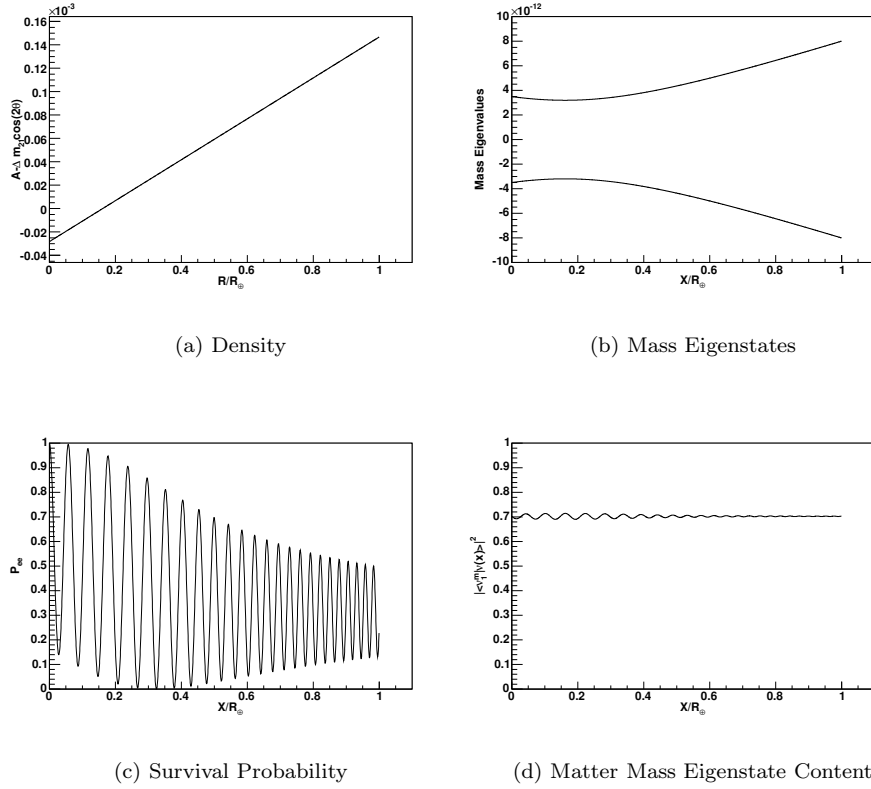 ×10⁻³
0.16
0.14
0.12
0.1
0.08
0.06
0.04
0.02
0
-0.02
-0.04
A-Δ m₂₁cos(2θ)
0 0.2 0.4 0.6 0.8 1
R/R⊕
(a) Density
×10⁻¹²
10
8
6
4
2
0
-2
-4
-6
-8
-10
Mass Eigenvalues
0 0.2 0.4 0.6 0.8 1
X/R⊕
(b) Mass Eigenstates
1
0.9
0.8
0.7
0.6
0.5
0.4
0.3
0.2
0.1
0
Pee
0 0.2 0.4 0.6 0.8 1
X/R⊕
(c) Survival Probability
1
0.9
0.8
0.7
0.6
0.5
0.4
0.3
0.2
0.1
0
|<ν₁ᵐ|ν(x)>|²
0 0.2 0.4 0.6 0.8 1
X/R⊕
(d) Matter Mass Eigenstate Content